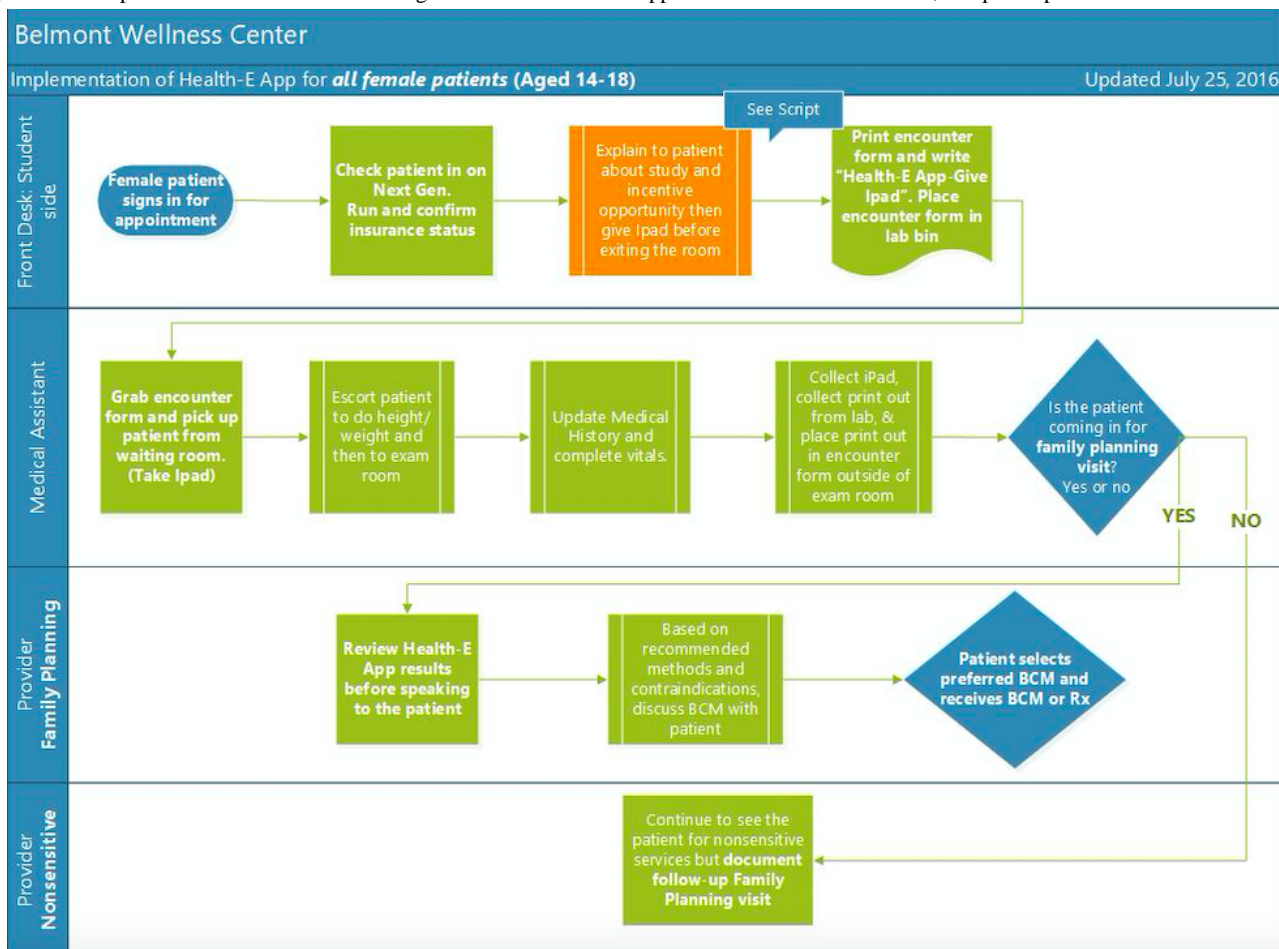 Belmont Wellness Center
Implementation of Health-E App for all female patients (Aged 14-18)
Updated July 25, 2016
Front Desk: Student
side
Female patient
signs in for
appointment
Check patient in on
Next Gen.
Run and confirm
insurance status
Explain to patient
about study and
incentive
opportunity then
give Ipad before
exiting the room
See Script
Print encounter
form and write
“Health-E App-Give
Ipad”. Place
encounter form in
lab bin
Medical Assistant
Grab encounter
form and pick up
patient from
waiting room.
(Take Ipad)
Escort patient
to do height/
weight and
then to exam
room
Update Medical
History and
complete vitals.
Collect iPad,
collect print out
from lab, &
place print out
in encounter
form outside of
exam room
Is the patient
coming in for
family planning
visit?
Yes or no
YES
NO
Provider
Family Planning
Review Health-E
App results
before speaking
to the patient
Based on
recommended
methods and
contraindications,
discuss BCM with
patient
Patient selects
preferred BCM and
receives BCM or Rx
Provider
Nonsensitive
Continue to see the
patient for nonsensitive
services but document
follow-up Family
Planning visit